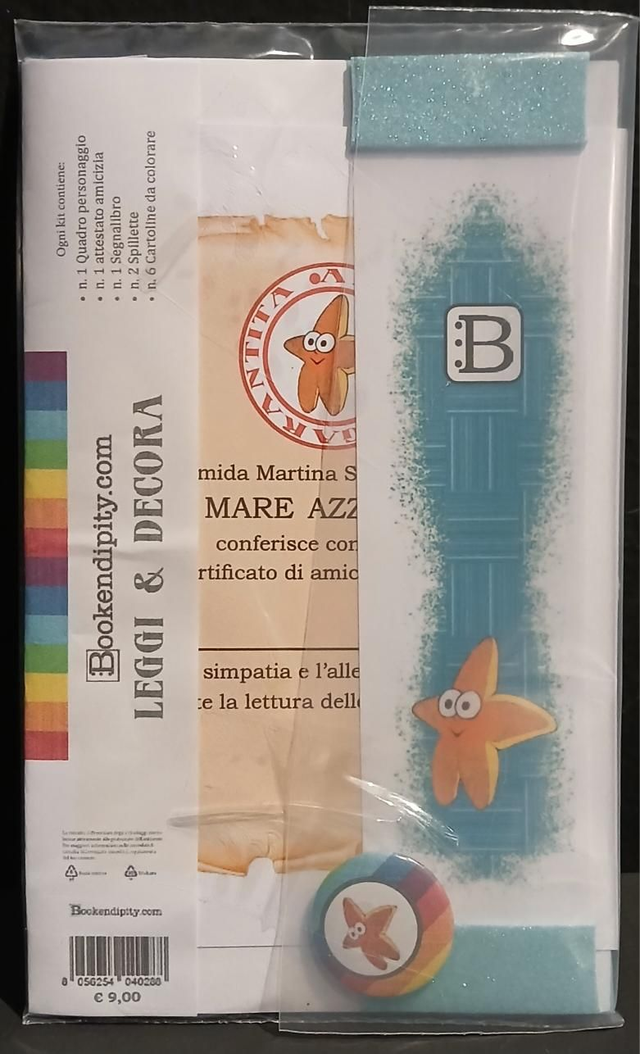 Ogni kit contiene:
• n. 1 Quadro personaggio
• n. 1 attestato amicizia
• n. 1 Segnalibro
• n. 2 Spillette
• n. 6 Cartoline da colorare
Bookendipity.com
LEGGI & DECORA
Bookendipity.com
8 056254 040288
€ 9,00
GARANTITA • A
mida Martina S
MARE AZZ
conferisce con
rtificato di amic
simpatia e l'alle
te la lettura delle
B